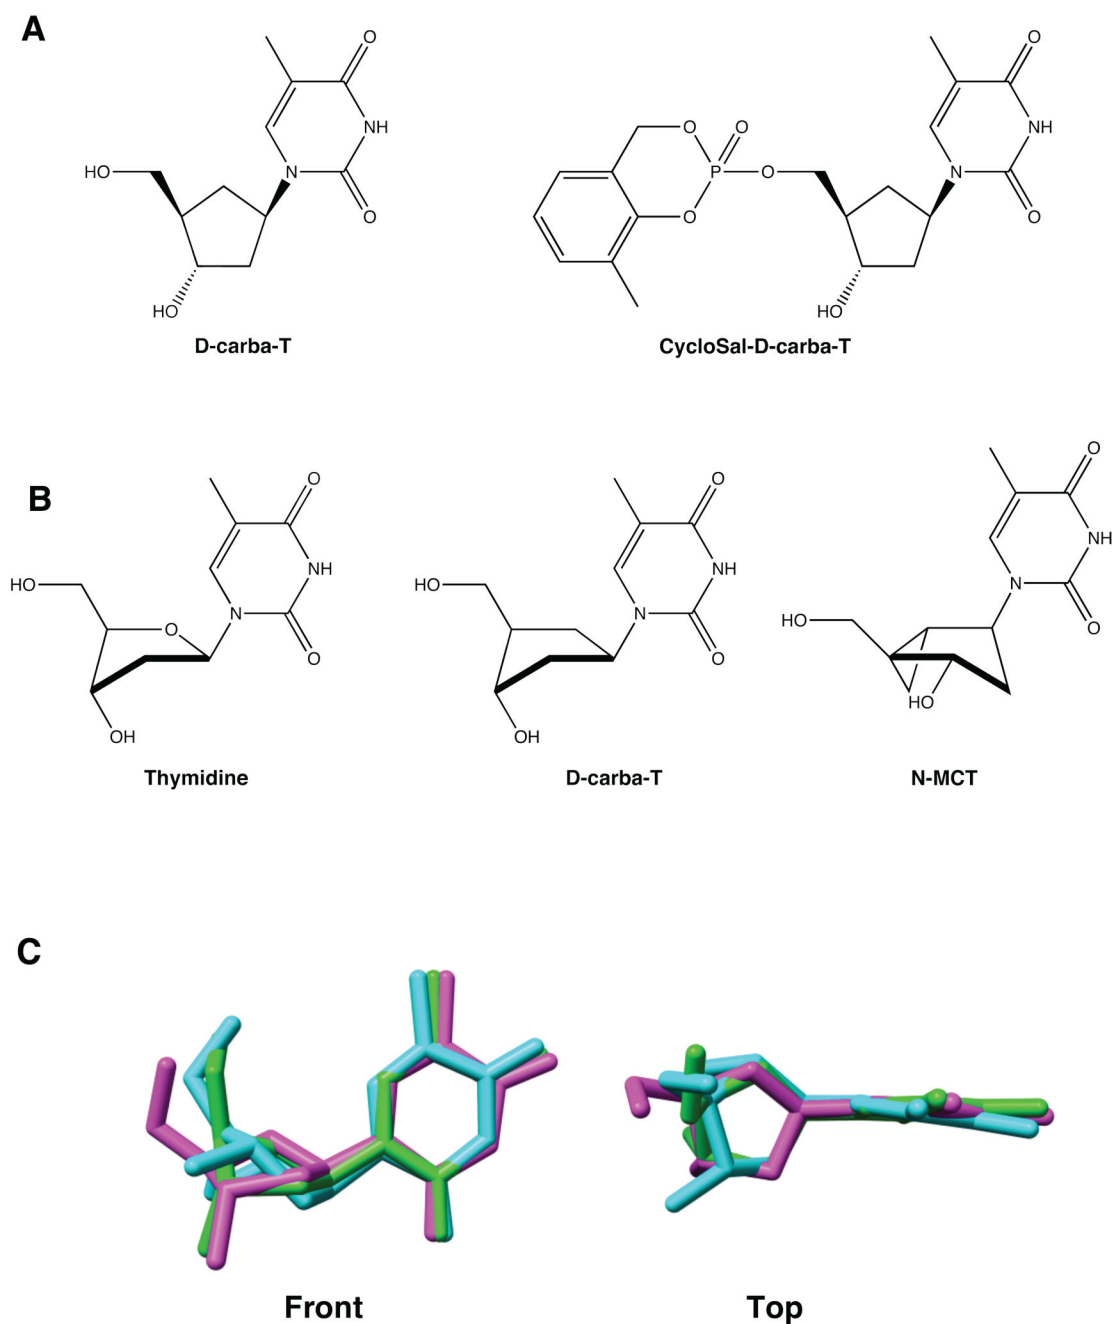 A
O
NH
N
O
HO
HO
D-carba-T
O
NH
N
O
O
O
P
O
O
HO
CycloSal-D-carba-T
B
O
NH
N
O
HO
O
OH
Thymidine
O
NH
N
O
HO
OH
D-carba-T
O
NH
N
O
HO
HO
N-MCT
C
Front
Top